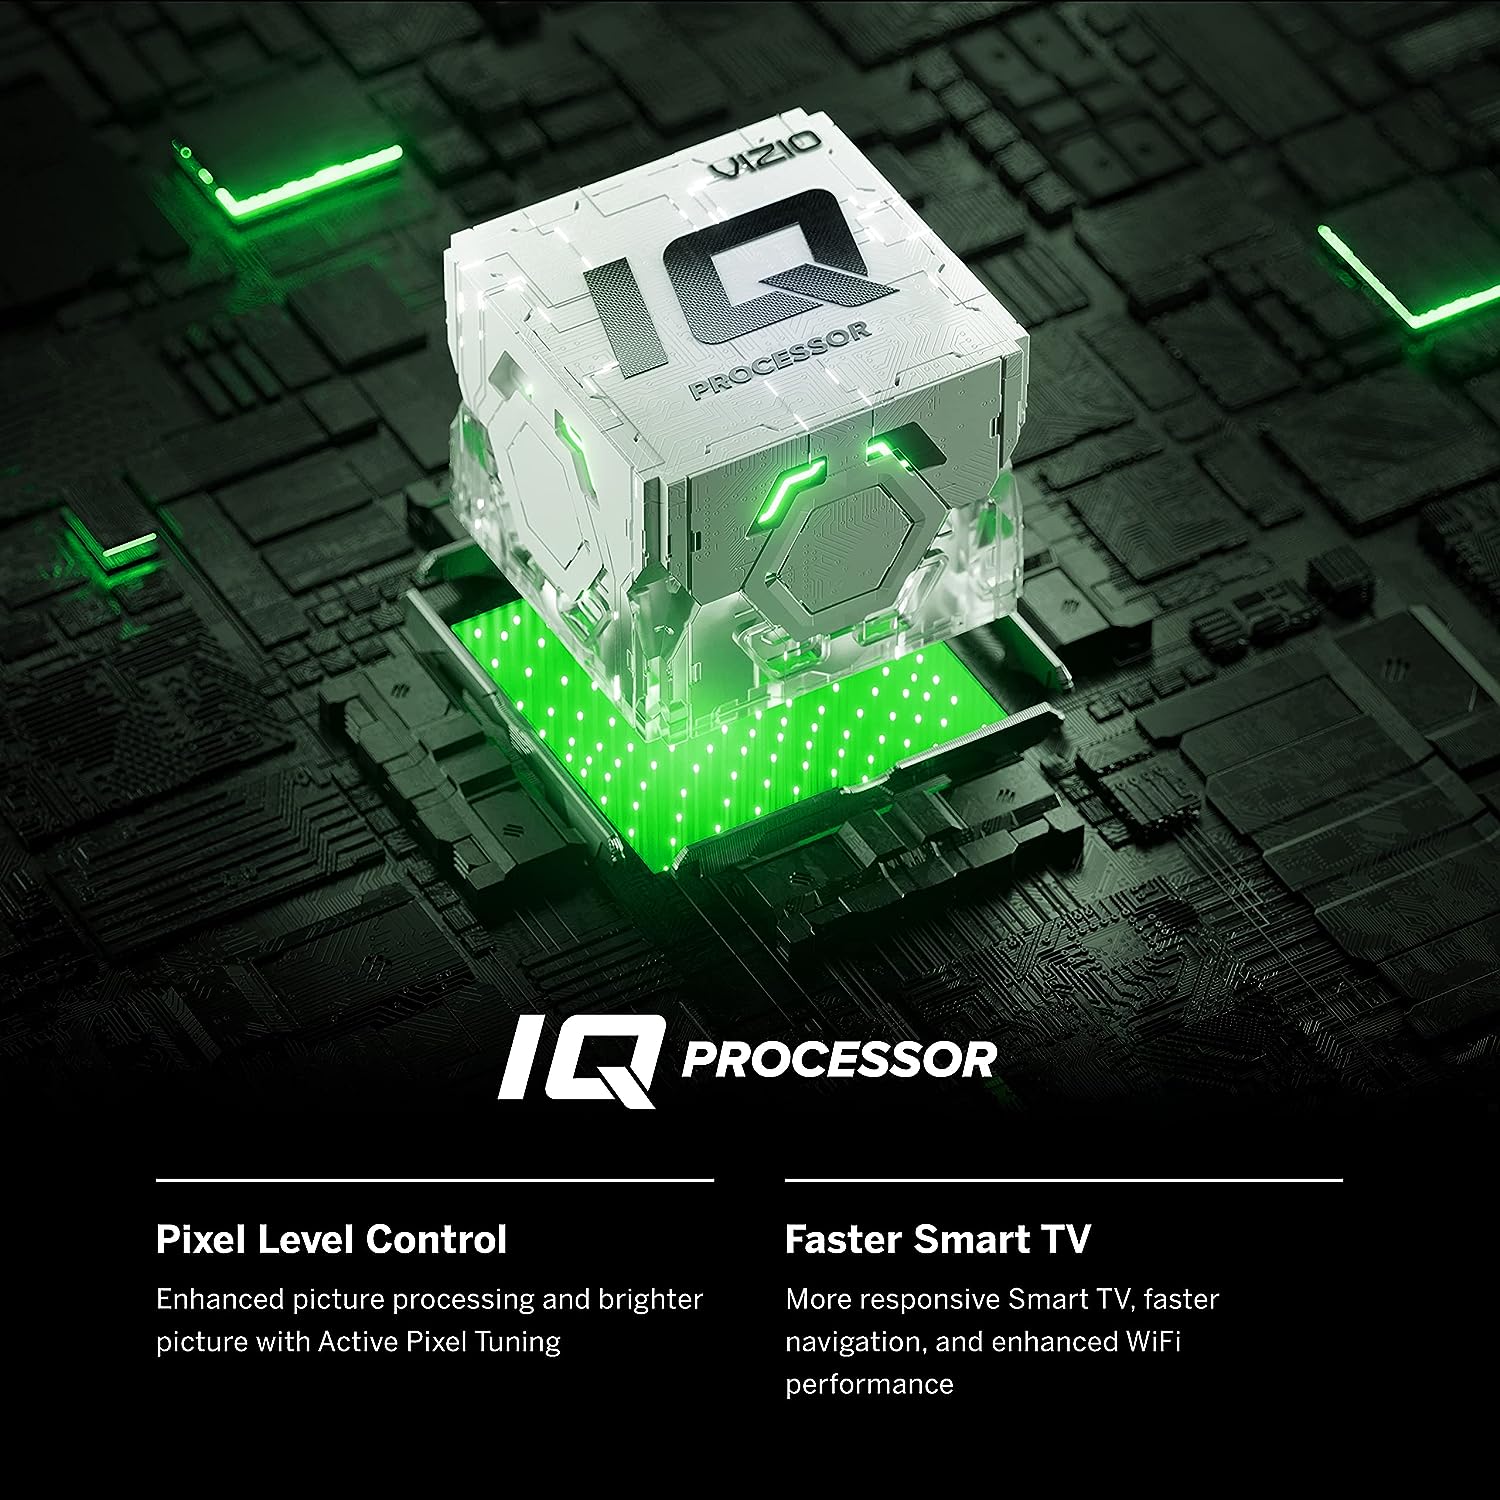 VIZIO
IQ
PROCESSOR
IQ PROCESSOR
Pixel Level Control
Enhanced picture processing and brighter
picture with Active Pixel Tuning
Faster Smart TV
More responsive Smart TV, faster
navigation, and enhanced WiFi
performance